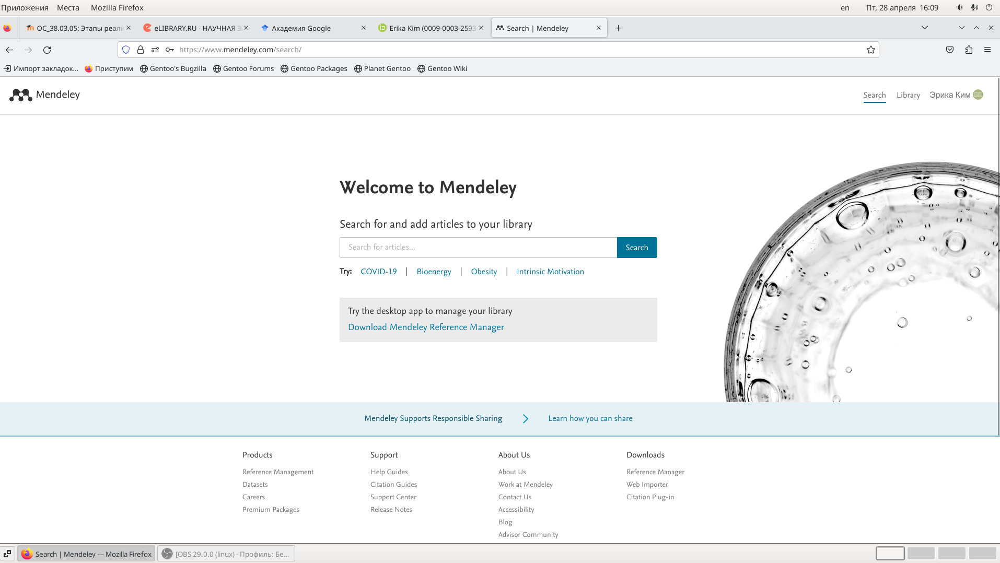 Приложения Места Mozilla Firefox en Пт, 28 апреля 16:09
ОС_38.03.05: Этапы реали eLIBRARY.RU - НАУЧНАЯ Э Академия Google Erika Kim (0009-0003-2593 Search | Mendeley
https://www.mendeley.com/search/
Импорт закладок... Приступим Gentoo's Bugzilla Gentoo Forums Gentoo Packages Planet Gentoo Gentoo Wiki
Mendeley Search Library Эрика Ким
Welcome to Mendeley
Search for and add articles to your library
Search for articles... Search
Try: COVID-19 | Bioenergy | Obesity | Intrinsic Motivation
Try the desktop app to manage your library
Download Mendeley Reference Manager
Mendeley Supports Responsible Sharing Learn how you can share
Products Support About Us Downloads
Reference Management Help Guides About Us Reference Manager
Datasets Citation Guides Work at Mendeley Web Importer
Careers Support Center Contact Us Citation Plug-in
Premium Packages Release Notes Accessibility
Blog
Advisor Community
Search | Mendeley — Mozilla Firefox [OBS 29.0.0 (linux) - Профиль: Бе...